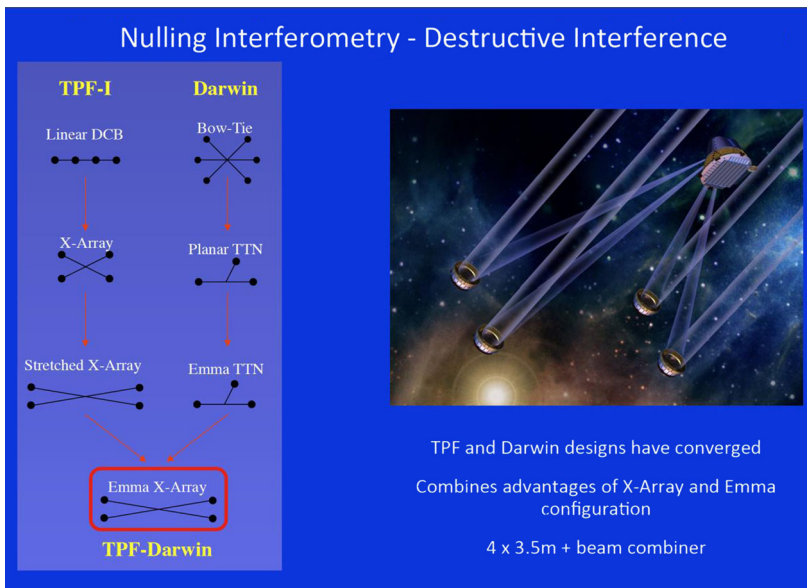 Nulling Interferometry - Destructive Interference
TPF-I
Darwin
Linear DCB
Bow-Tie
X-Array
Planar TTN
Stretched X-Array
Emma TTN
Emma X-Array
TPF-Darwin
TPF and Darwin designs have converged
Combines advantages of X-Array and Emma
configuration
4 x 3.5m + beam combiner